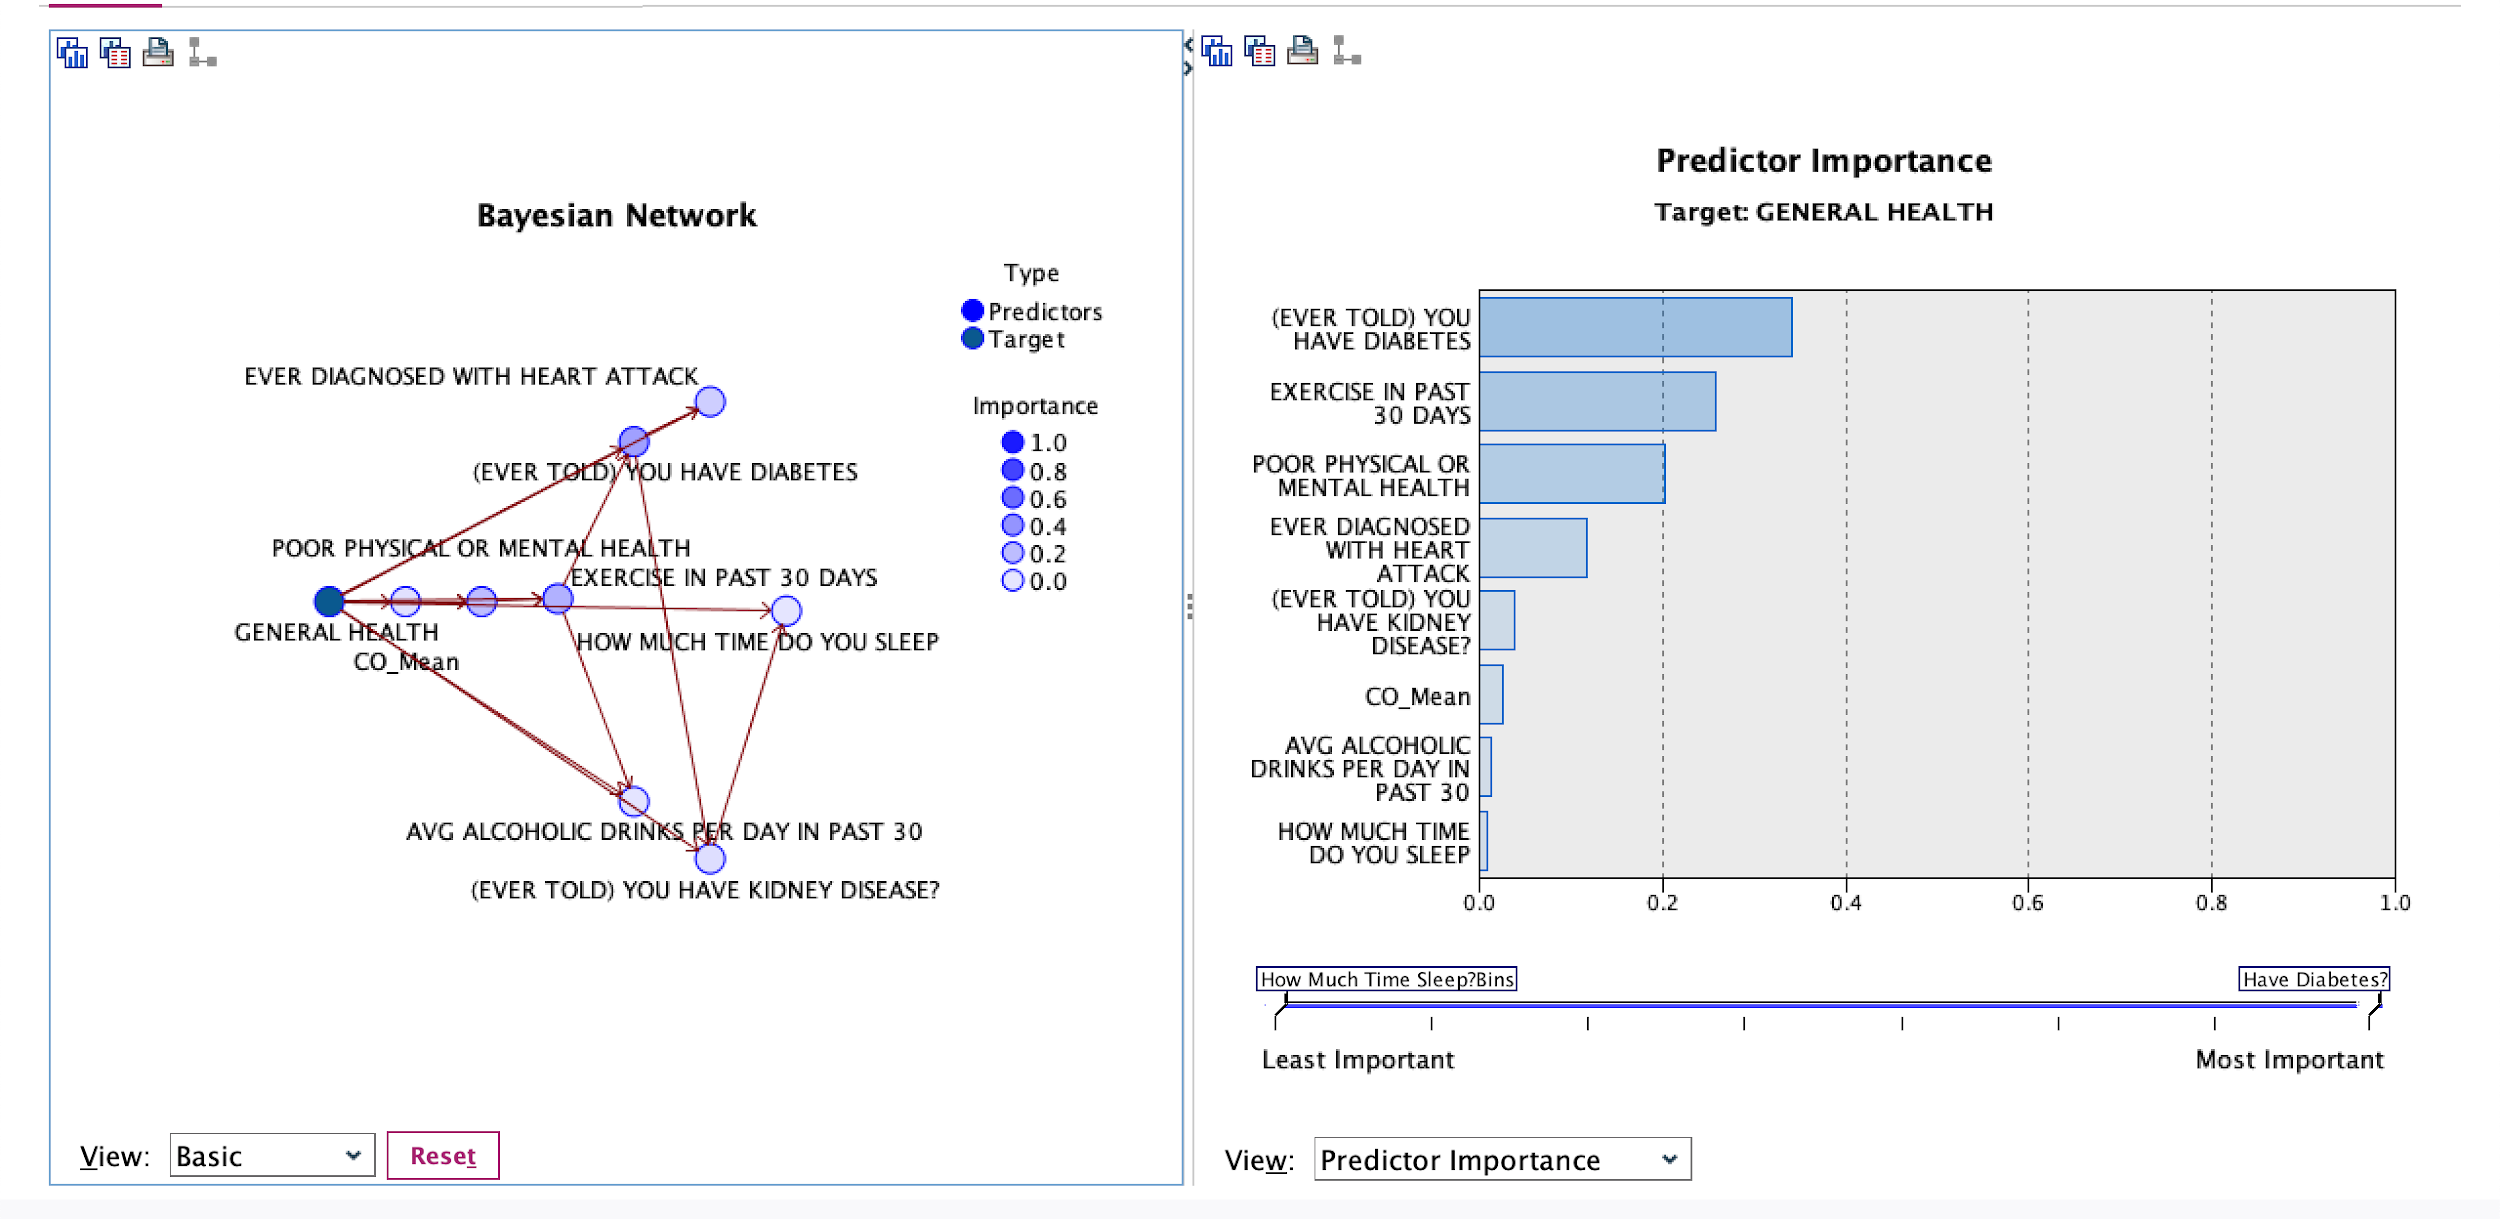 Bayesian Network
Type
Predictors
Target
EVER DIAGNOSED WITH HEART ATTACK
Importance
1.0
0.8
0.6
0.4
0.2
0.0
(EVER TOLD) YOU HAVE DIABETES
POOR PHYSICAL OR MENTAL HEALTH
EXERCISE IN PAST 30 DAYS
GENERAL HEALTH
HOW MUCH TIME DO YOU SLEEP
CO_Mean
AVG ALCOHOLIC DRINKS PER DAY IN PAST 30
(EVER TOLD) YOU HAVE KIDNEY DISEASE?
View: Basic
Reset
Predictor Importance
Target: GENERAL HEALTH
(EVER TOLD) YOU
HAVE DIABETES
EXERCISE IN PAST
30 DAYS
POOR PHYSICAL OR
MENTAL HEALTH
EVER DIAGNOSED
WITH HEART
ATTACK
(EVER TOLD) YOU
HAVE KIDNEY
DISEASE?
CO_Mean
AVG ALCOHOLIC
DRINKS PER DAY IN
PAST 30
HOW MUCH TIME
DO YOU SLEEP
0.0 0.2 0.4 0.6 0.8 1.0
How Much Time Sleep?Bins
Have Diabetes?
Least Important
Most Important
View: Predictor Importance